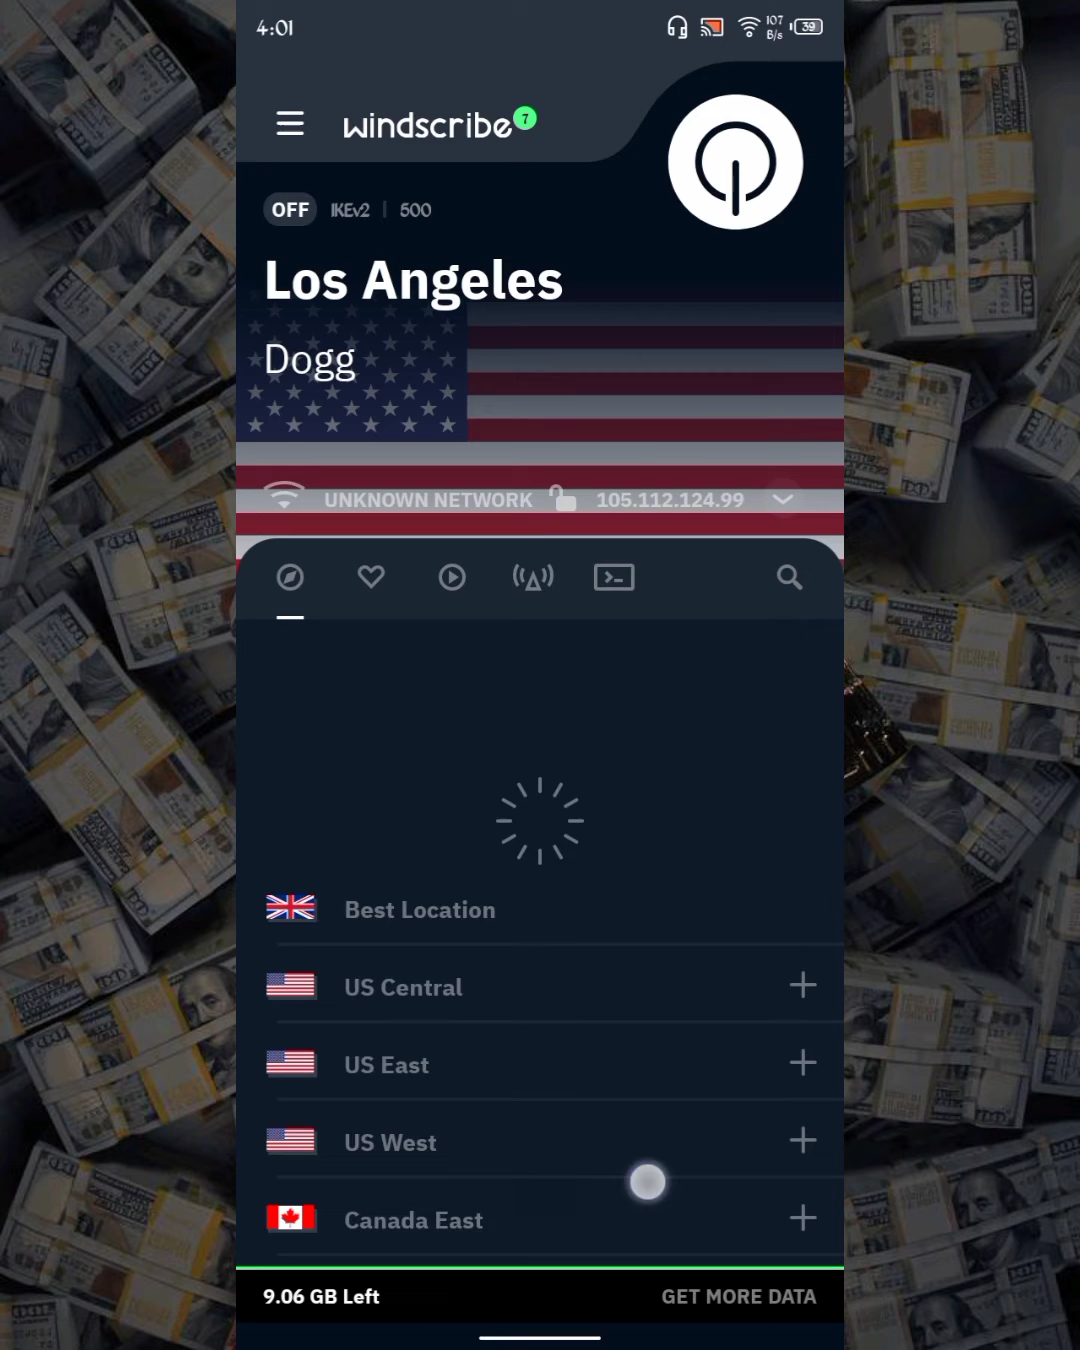 4:01
107
B/s
39
windscribe 7
OFF IKEv2 | 500
Los Angeles
Dogg
UNKNOWN NETWORK 105.112.124.99
Best Location
US Central
US East
US West
Canada East
9.06 GB Left GET MORE DATA